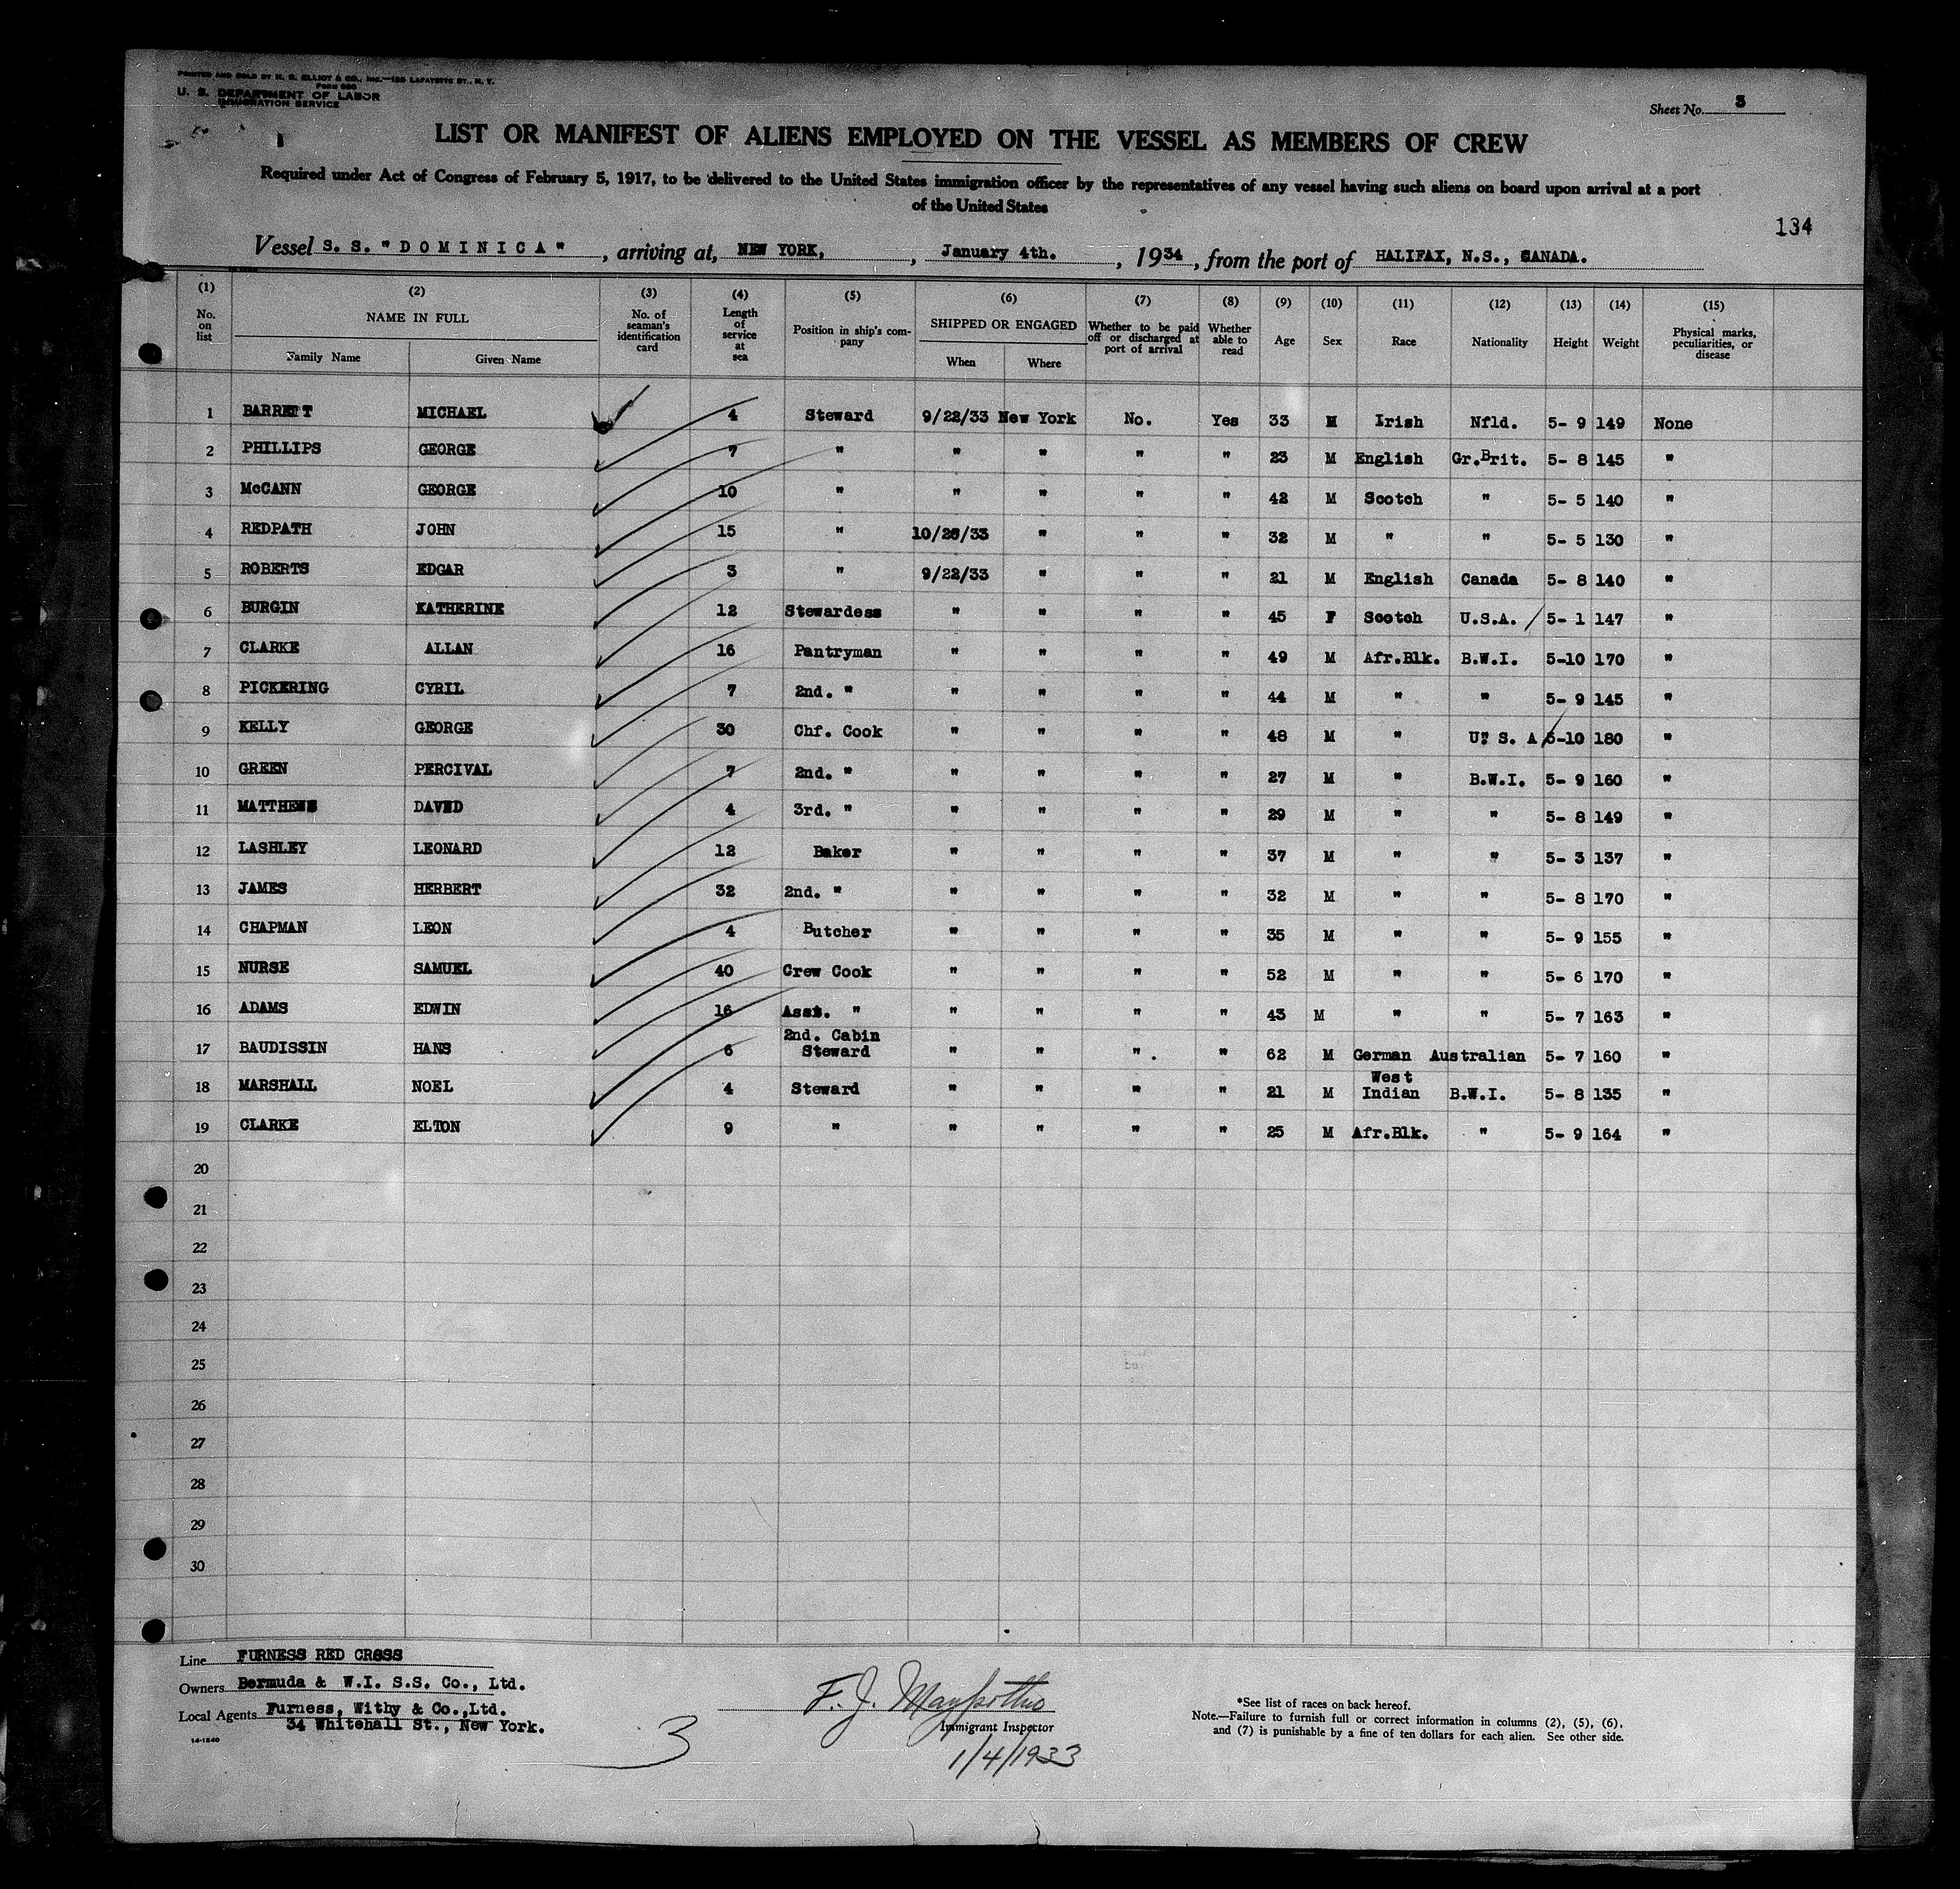 PRINTED AND SOLD BY H. S. ELLIOT & CO., Inc.—120 LAFAYETTE ST., N. Y.
Form 680
U. S. DEPARTMENT OF LABOR
IMMIGRATION SERVICE
Sheet No. 3
LIST OR MANIFEST OF ALIENS EMPLOYED ON THE VESSEL AS MEMBERS OF CREW
Required under Act of Congress of February 5, 1917, to be delivered to the United States immigration officer by the representatives of any vessel having such aliens on board upon arrival at a port
of the United States
134
Vessel S. S. "DOMINICA", arriving at, NEW YORK, , January 4th. , 1934, from the port of HALIFAX, N.S., CANADA.
(1) (2) (3) (4) (5) (6) (7) (8) (9) (10) (11) (12) (13) (14) (15)
No. on list NAME IN FULL Family Name Given Name No. of seaman's identification card Length of service at sea Position in ship's company SHIPPED OR ENGAGED When Where Whether to be paid off or discharged at port of arrival Whether able to read Age Sex Race Nationality Height Weight Physical marks, peculiarities, or disease
1 BARRETT MICHAEL 4 Steward 9/22/33 New York No. Yes 33 M Irish Nfld. 5- 9 149 None
2 PHILLIPS GEORGE 7 " " " " " 23 M English Gr.Brit. 5- 8 145 "
3 McCANN GEORGE 10 " " " " " 42 M Scotch " 5- 5 140 "
4 REDPATH JOHN 15 " 10/26/33 " " " 32 M " " 5- 5 130 "
5 ROBERTS EDGAR 3 " 9/22/33 " " " 21 M English Canada 5- 8 140 "
6 BURGIN KATHERINE 12 Stewardess " " " " 45 F Scotch U.S.A. / 5- 1 147 "
7 CLARKE ALLAN 16 Pantryman " " " " 49 M Afr.Blk. B.W.I. 5-10 170 "
8 PICKERING CYRIL 7 2nd. " " " " " 44 M " " 5- 9 145 "
9 KELLY GEORGE 30 Chf. Cook " " " " 48 M " U. S. A / 5-10 180 "
10 GREEN PERCIVAL 7 2nd. " " " " " 27 M " B.W.I. 5- 9 160 "
11 MATTHEWS DAVID 4 3rd. " " " " " 29 M " " 5- 8 149 "
12 LASHLEY LEONARD 12 Baker " " " " 37 M " " 5- 3 137 "
13 JAMES HERBERT 32 2nd. " " " " " 32 M " " 5- 8 170 "
14 CHAPMAN LEON 4 Butcher " " " " 35 M " " 5- 9 155 "
15 NURSE SAMUEL 40 Crew Cook " " " " 52 M " " 5- 6 170 "
16 ADAMS EDWIN 16 Asst. " " " " " 43 M " " 5- 7 163 "
17 BAUDISSIN HANS 6 2nd. Cabin Steward " " " " 62 M German Australian 5- 7 160 "
18 MARSHALL NOEL 4 Steward " " " " 21 M West Indian B.W.I. 5- 8 135 "
19 CLARKE ELTON 9 " " " " " 25 M Afr.Blk. " 5- 9 164 "
20
21
22
23
24
25
26
27
28
29
30
Line FURNESS RED CROSS
Owners Bermuda & W.I. S.S. Co., Ltd.
Local Agents Furness, Withy & Co.,Ltd.
34 Whitehall St., New York.
14-1240
3
F. J.
Immigrant Inspector
1/4/1933
*See list of races on back hereof.
Note.—Failure to furnish full or correct information in columns (2), (5), (6),
and (7) is punishable by a fine of ten dollars for each alien. See other side.